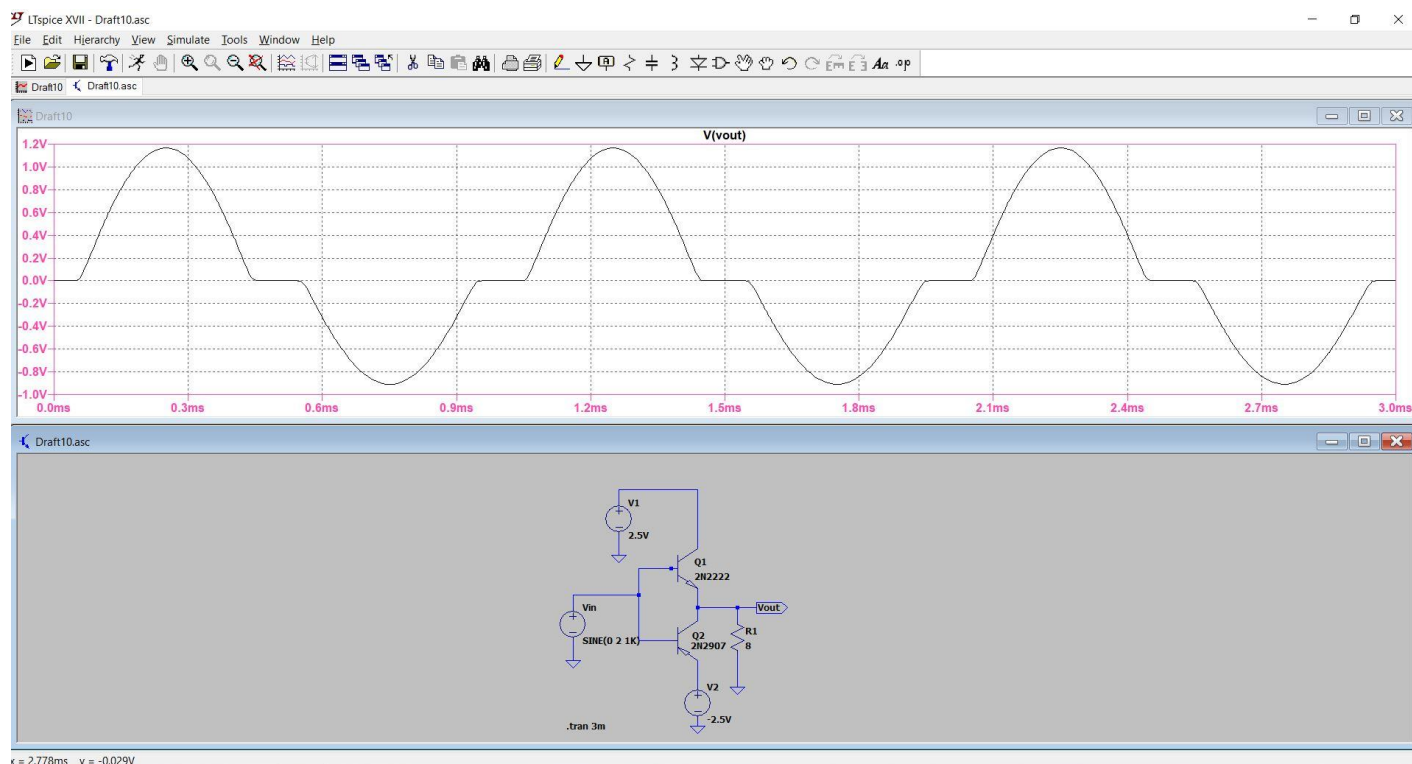 LTspice XVII - Draft10.asc
File Edit Hierarchy View Simulate Tools Window Help
Aa .op
Draft10 Draft10.asc
Draft10
V(vout)
1.2V
1.0V
0.8V
0.6V
0.4V
0.2V
0.0V
-0.2V
-0.4V
-0.6V
-0.8V
-1.0V
0.0ms 0.3ms 0.6ms 0.9ms 1.2ms 1.5ms 1.8ms 2.1ms 2.4ms 2.7ms 3.0ms
Draft10.asc
V1
2.5V
Q1
2N2222
Vin
SINE(0 2 1K)
Vout
Q2
2N2907
R1
8
V2
-2.5V
.tran 3m
x = 2.778ms y = -0.029V